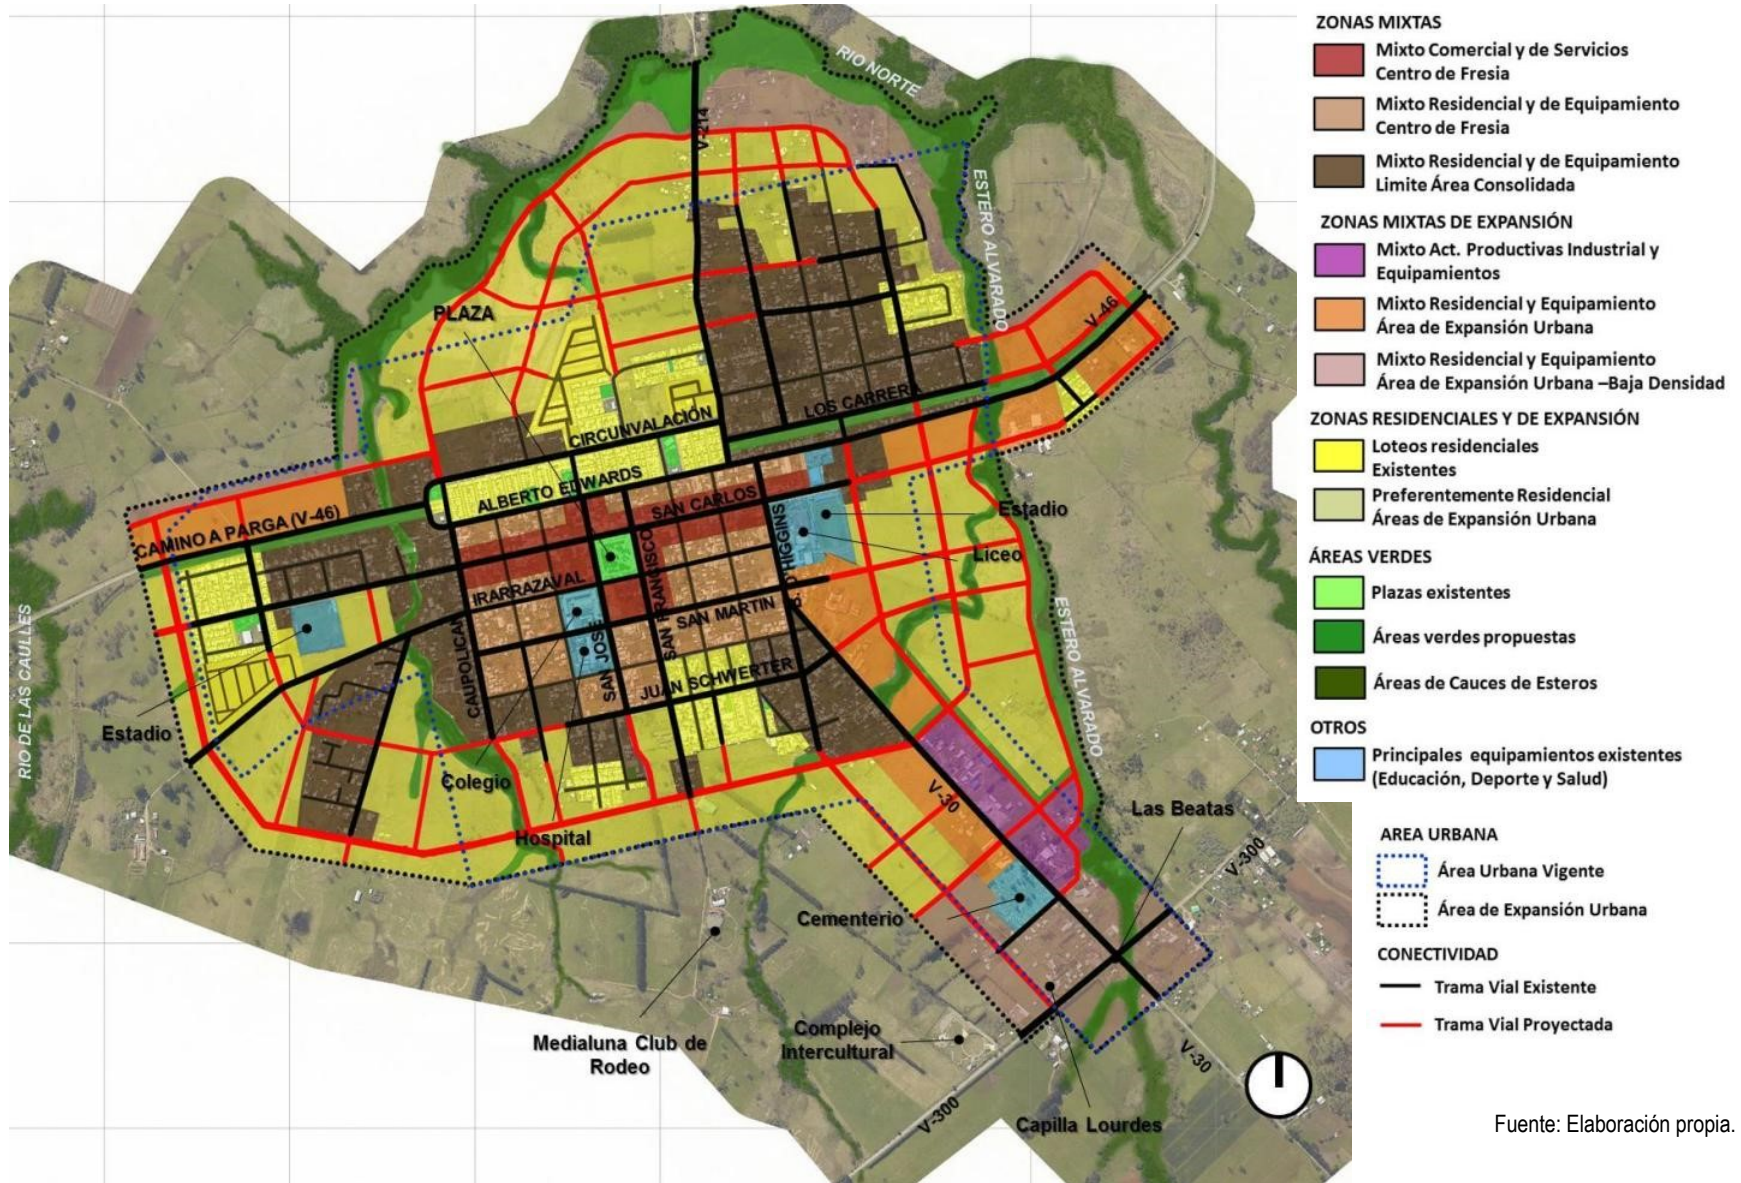 RIO NORTE
V-214
ESTERO ALVARADO
PLAZA
V-46
LOS CARRERA
CIRCUNVALACIÓN
ALBERTO EDWARDS
SAN CARLOS
CAMINO A PARGA (V-46)
Estadio
Liceo
B. O'HIGGINS
SAN FRANCISCO
IRARRAZAVAL
SAN MARTIN
CAUPOLICAN
SAN JOSE
JUAN SCHWERTER
ESTERO ALVARADO
RIO DE LAS CAULLES
Estadio
Colegio
Hospital
V-30
Las Beatas
V-300
Cementerio
Medialuna Club de
Rodeo
Complejo
Intercultural
V-30
V-300
Capilla Lourdes
ZONAS MIXTAS
Mixto Comercial y de Servicios
Centro de Fresia
Mixto Residencial y de Equipamiento
Centro de Fresia
Mixto Residencial y de Equipamiento
Limite Área Consolidada
ZONAS MIXTAS DE EXPANSIÓN
Mixto Act. Productivas Industrial y
Equipamientos
Mixto Residencial y Equipamiento
Área de Expansión Urbana
Mixto Residencial y Equipamiento
Área de Expansión Urbana –Baja Densidad
ZONAS RESIDENCIALES Y DE EXPANSIÓN
Loteos residenciales
Existentes
Preferentemente Residencial
Áreas de Expansión Urbana
ÁREAS VERDES
Plazas existentes
Áreas verdes propuestas
Áreas de Cauces de Esteros
OTROS
Principales equipamientos existentes
(Educación, Deporte y Salud)
AREA URBANA
Área Urbana Vigente
Área de Expansión Urbana
CONECTIVIDAD
Trama Vial Existente
Trama Vial Proyectada
Fuente: Elaboración propia.